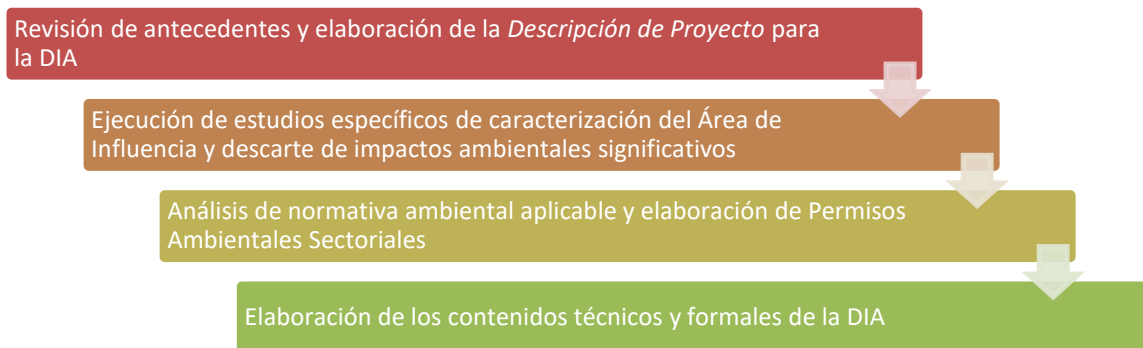 Revisión de antecedentes y elaboración de la Descripción de Proyecto para
la DIA
Ejecución de estudios específicos de caracterización del Área de
Influencia y descarte de impactos ambientales significativos
Análisis de normativa ambiental aplicable y elaboración de Permisos
Ambientales Sectoriales
Elaboración de los contenidos técnicos y formales de la DIA